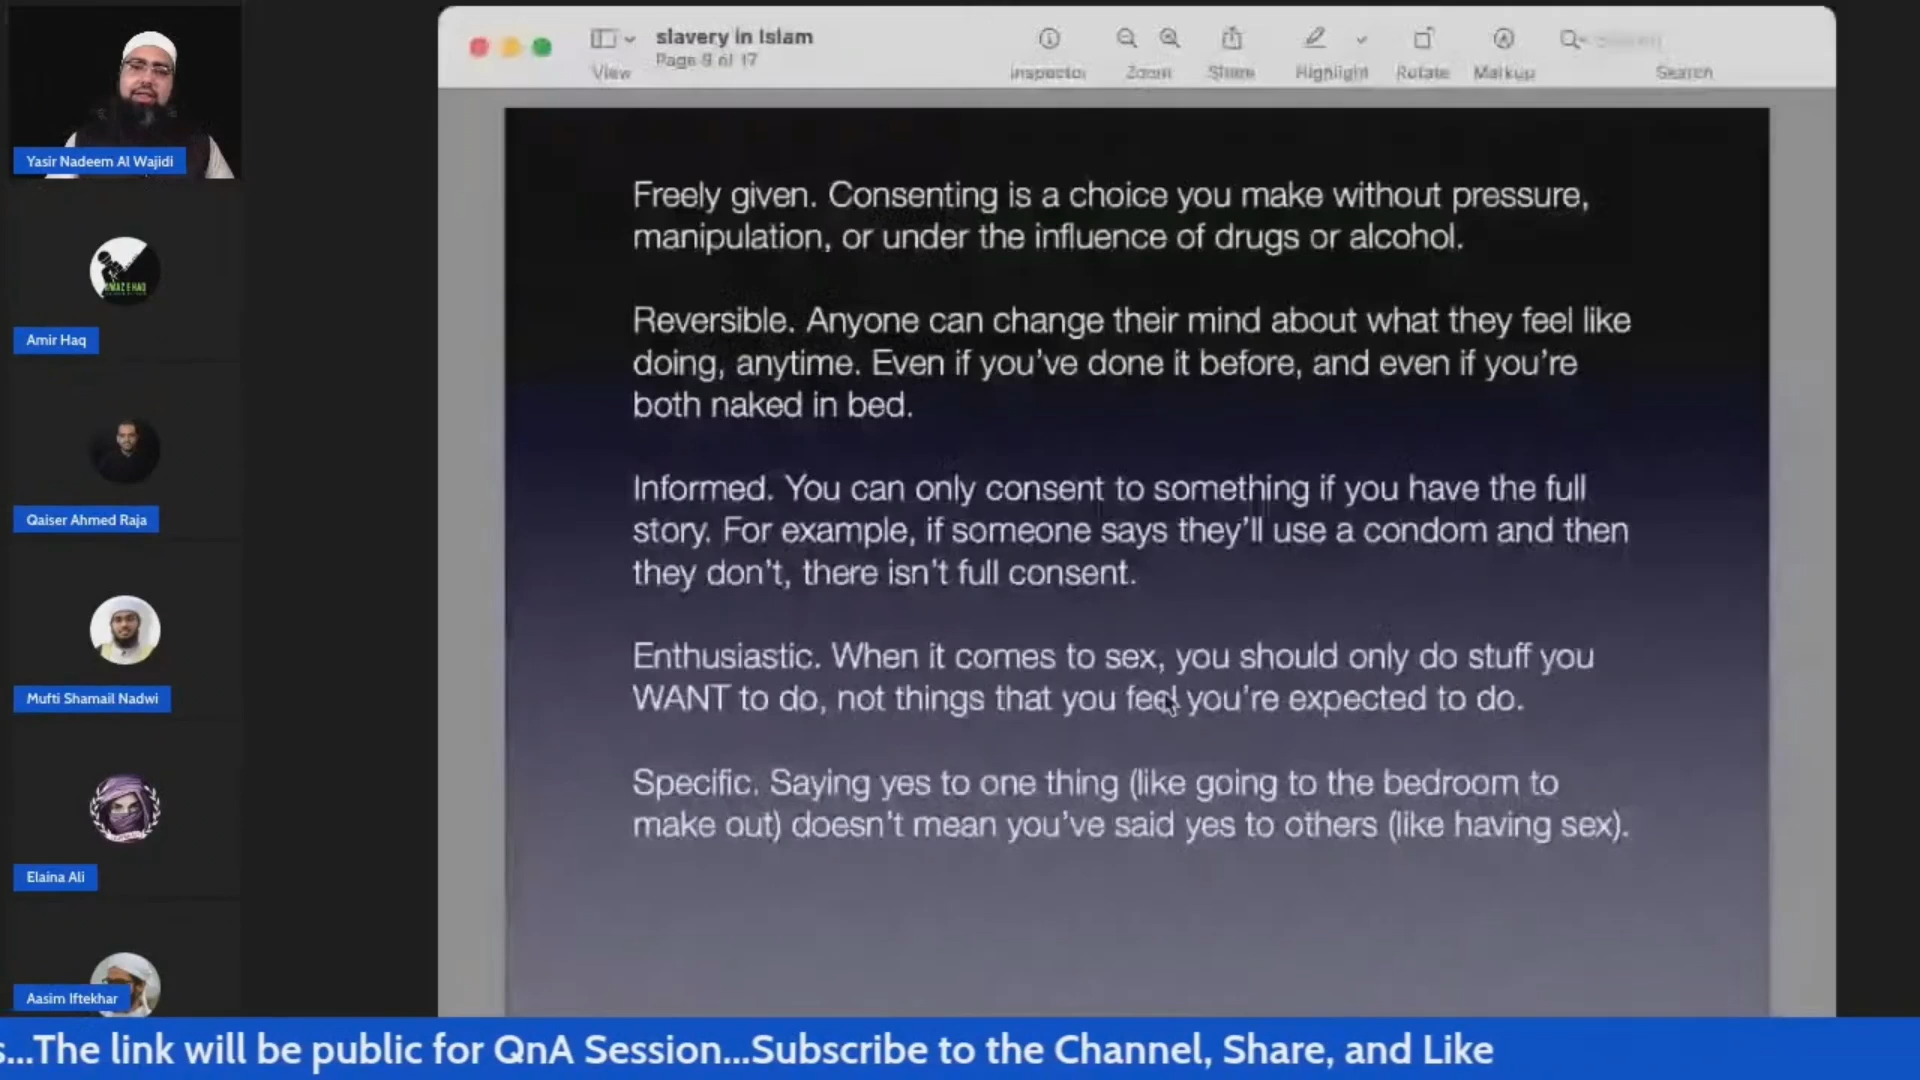 Yasir Nadeem Al Wajidi
Amir Haq
Qaiser Ahmed Raja
Mufti Shamail Nadwi
Elaina Ali
Aasim Iftekhar
slavery in Islam
Page 9 of 17
View
Inspector
Zoom
Share
Highlight
Rotate
Markup
Search
Freely given. Consenting is a choice you make without pressure,
manipulation, or under the influence of drugs or alcohol.
Reversible. Anyone can change their mind about what they feel like
doing, anytime. Even if you've done it before, and even if you're
both naked in bed.
Informed. You can only consent to something if you have the full
story. For example, if someone says they'll use a condom and then
they don't, there isn't full consent.
Enthusiastic. When it comes to sex, you should only do stuff you
WANT to do, not things that you feel you're expected to do.
Specific. Saying yes to one thing (like going to the bedroom to
make out) doesn't mean you've said yes to others (like having sex).
s...The link will be public for QnA Session...Subscribe to the Channel, Share, and Like